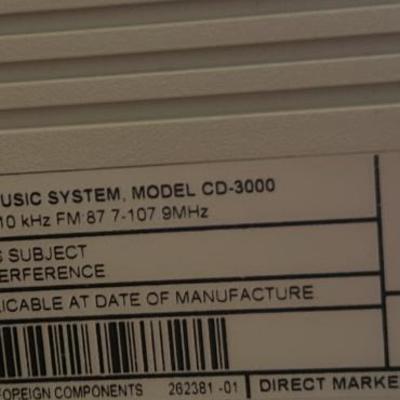 USIC SYSTEM, MODEL CD-3000
10 kHz FM:87 7-107 9MHz
S SUBJECT
ERFERENCE
ICABLE AT DATE OF MANUFACTURE
FOREIGN COMPONENTS 262381-01 DIRECT MARKE